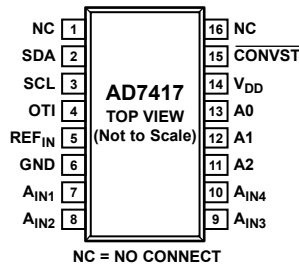 NC 1 16 NC
SDA 2 15 CONVST
SCL 3 14 VDD
OTI 4 13 A0
REFIN 5 12 A1
GND 6 11 A2
AIN1 7 10 AIN4
AIN2 8 9 AIN3
AD7417
TOP VIEW
(Not to Scale)
NC = NO CONNECT